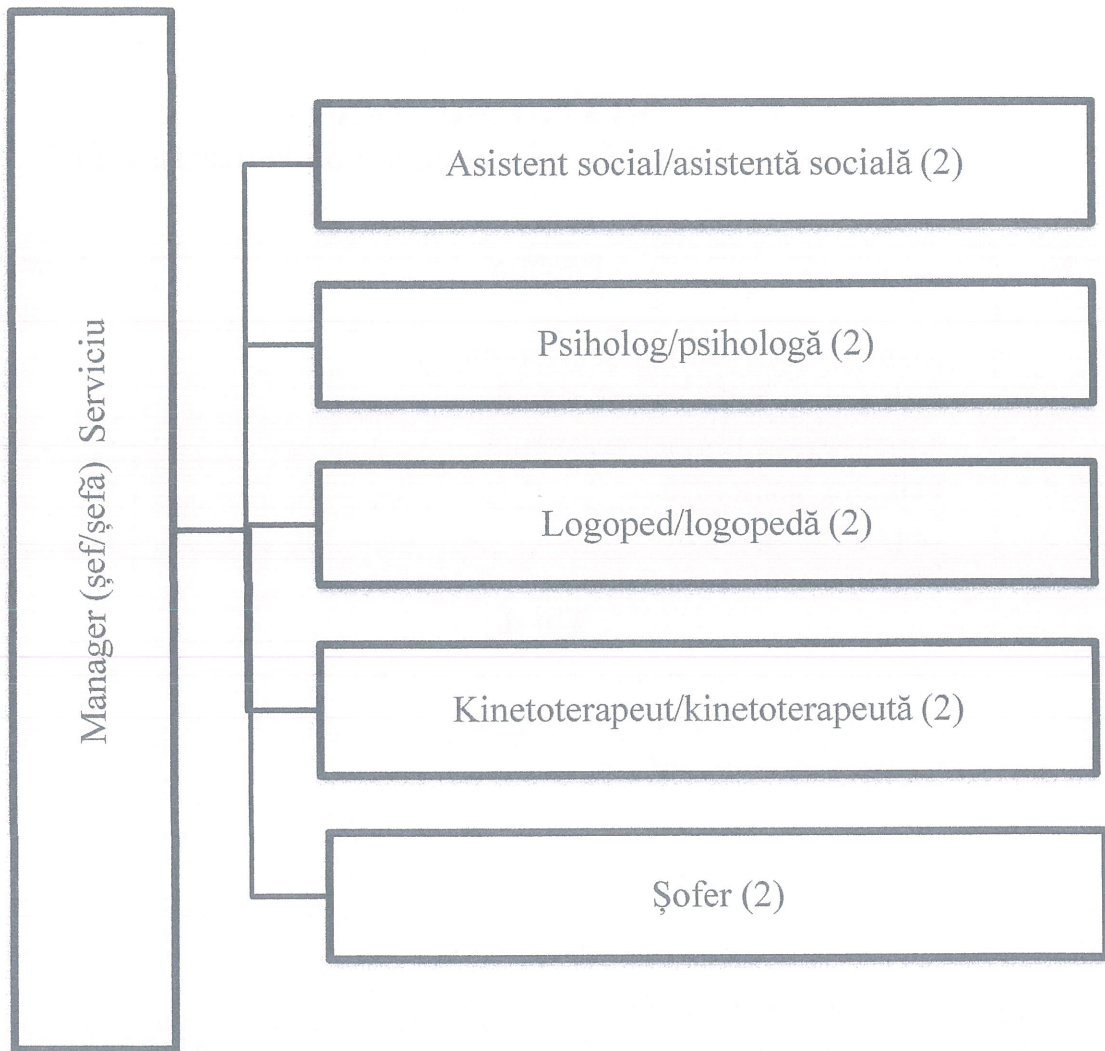 Manager (șef/șefă) Serviciu
Asistent social/asistentă socială (2)
Psiholog/psihologă (2)
Logoped/logopedă (2)
Kinetoterapeut/kinetoterapeută (2)
Șofer (2)